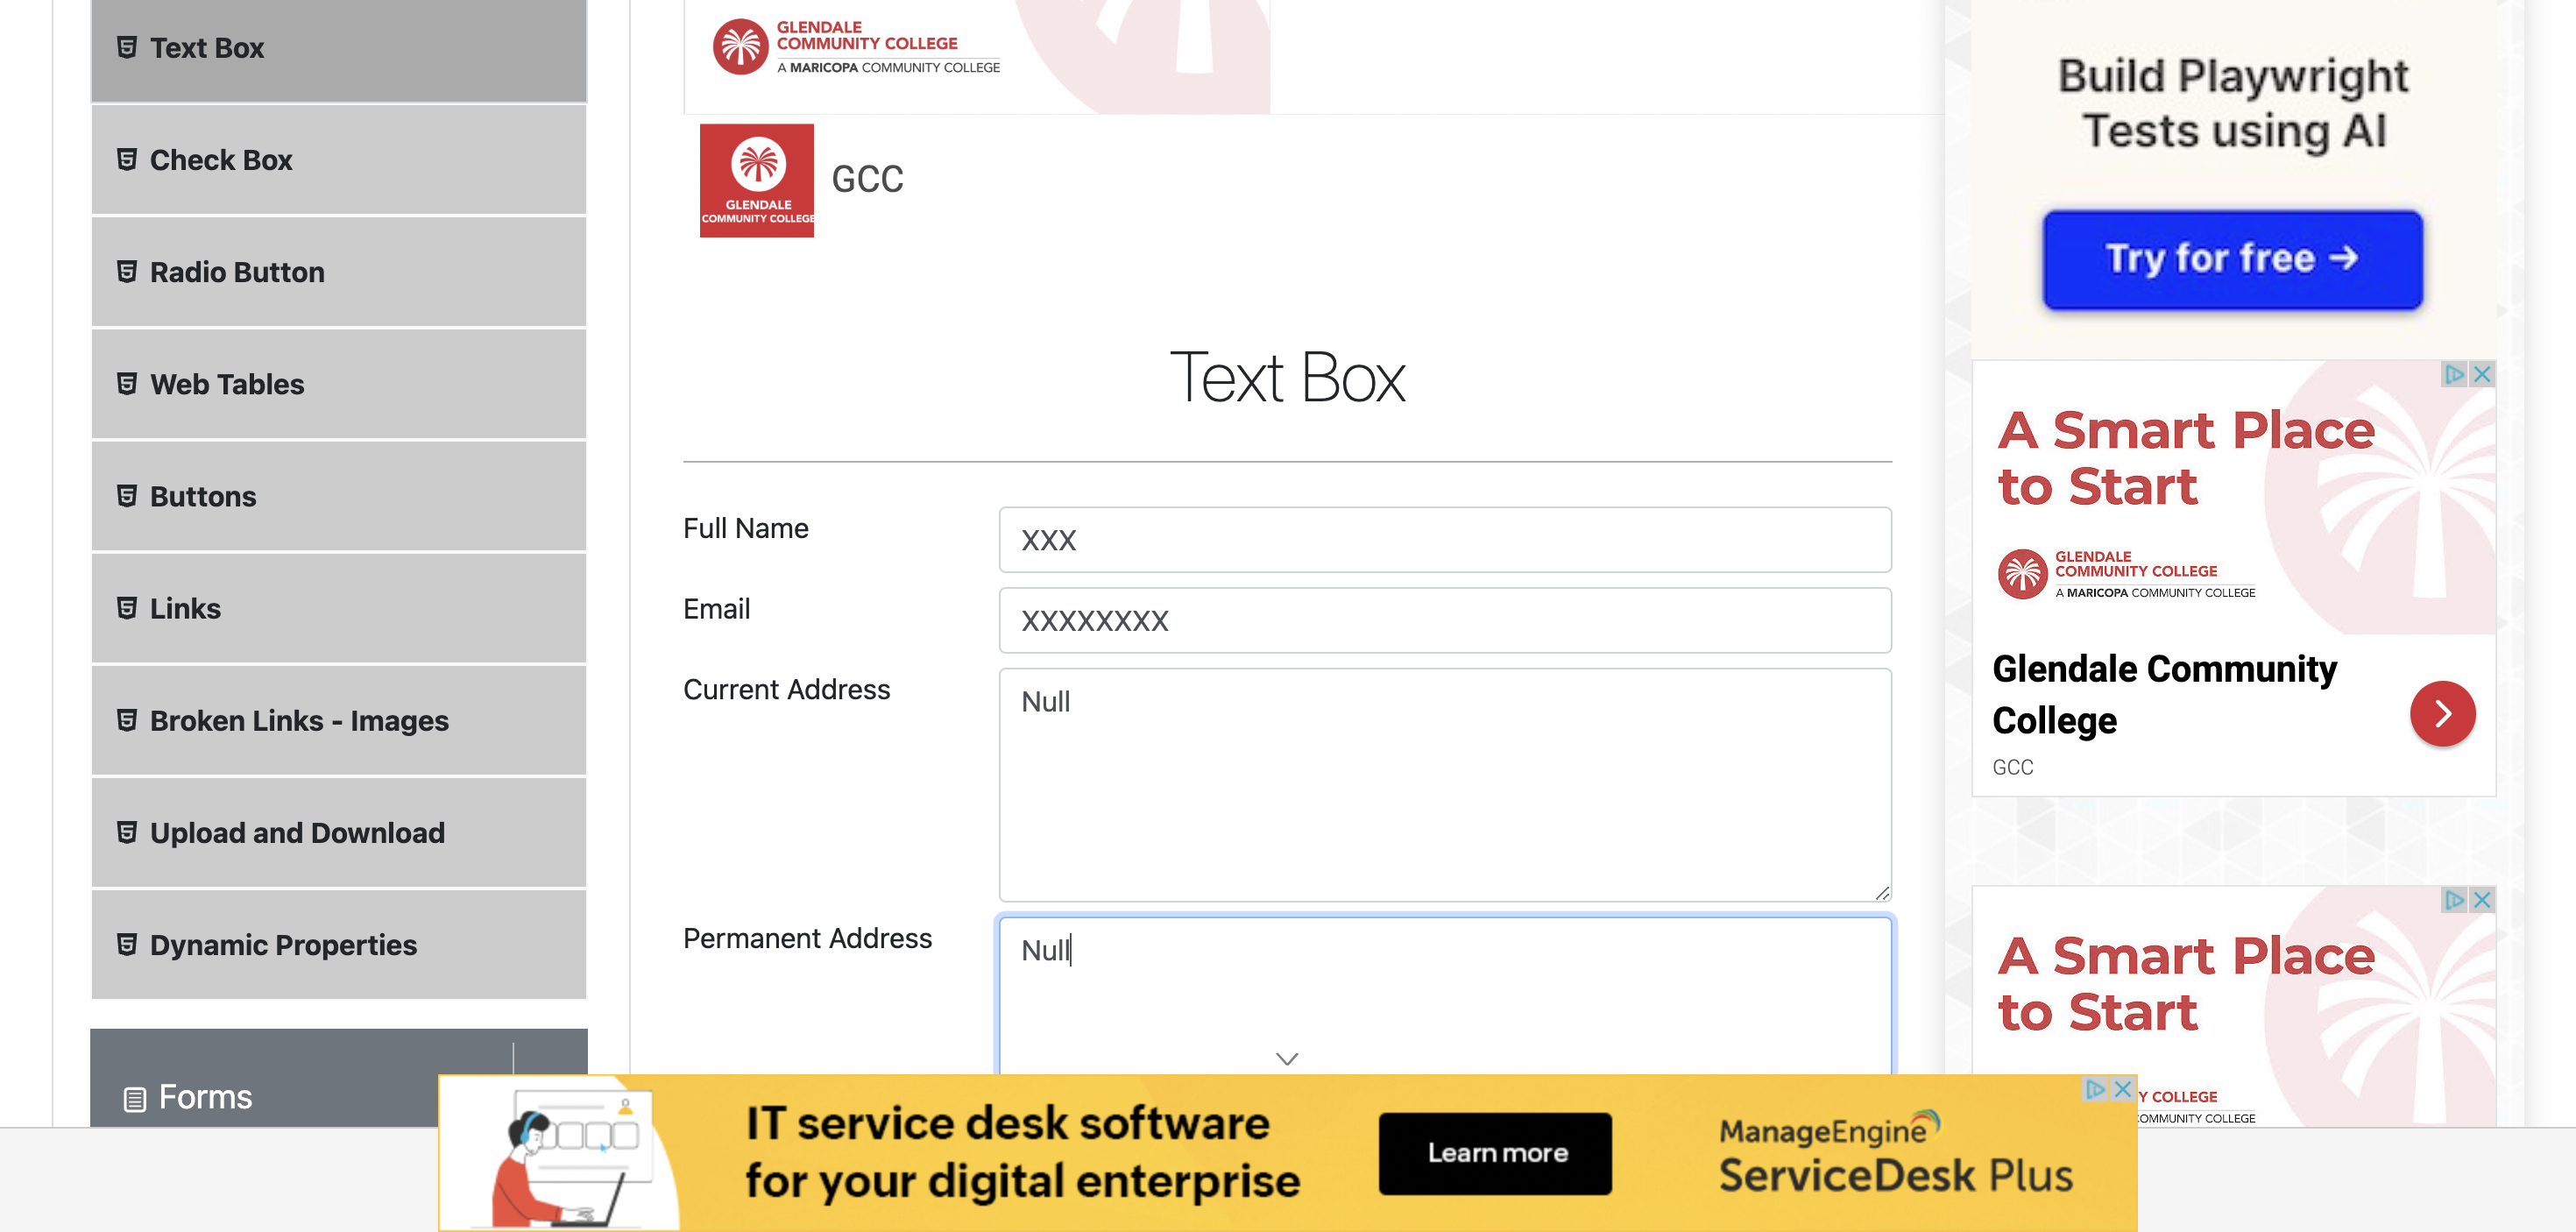 Text Box
Check Box
Radio Button
Web Tables
Buttons
Links
Broken Links - Images
Upload and Download
Dynamic Properties
Forms
GLENDALE
COMMUNITY COLLEGE
A MARICOPA COMMUNITY COLLEGE
GLENDALE
COMMUNITY COLLEGE
GCC
Text Box
Full Name
XXX
Email
XXXXXXXX
Current Address
Null
Permanent Address
Null
Build Playwright
Tests using AI
Try for free →
A Smart Place
to Start
GLENDALE
COMMUNITY COLLEGE
A MARICOPA COMMUNITY COLLEGE
Glendale Community
College
GCC
A Smart Place
to Start
Y COLLEGE
COMMUNITY COLLEGE
IT service desk software
for your digital enterprise
Learn more
ManageEngine
ServiceDesk Plus